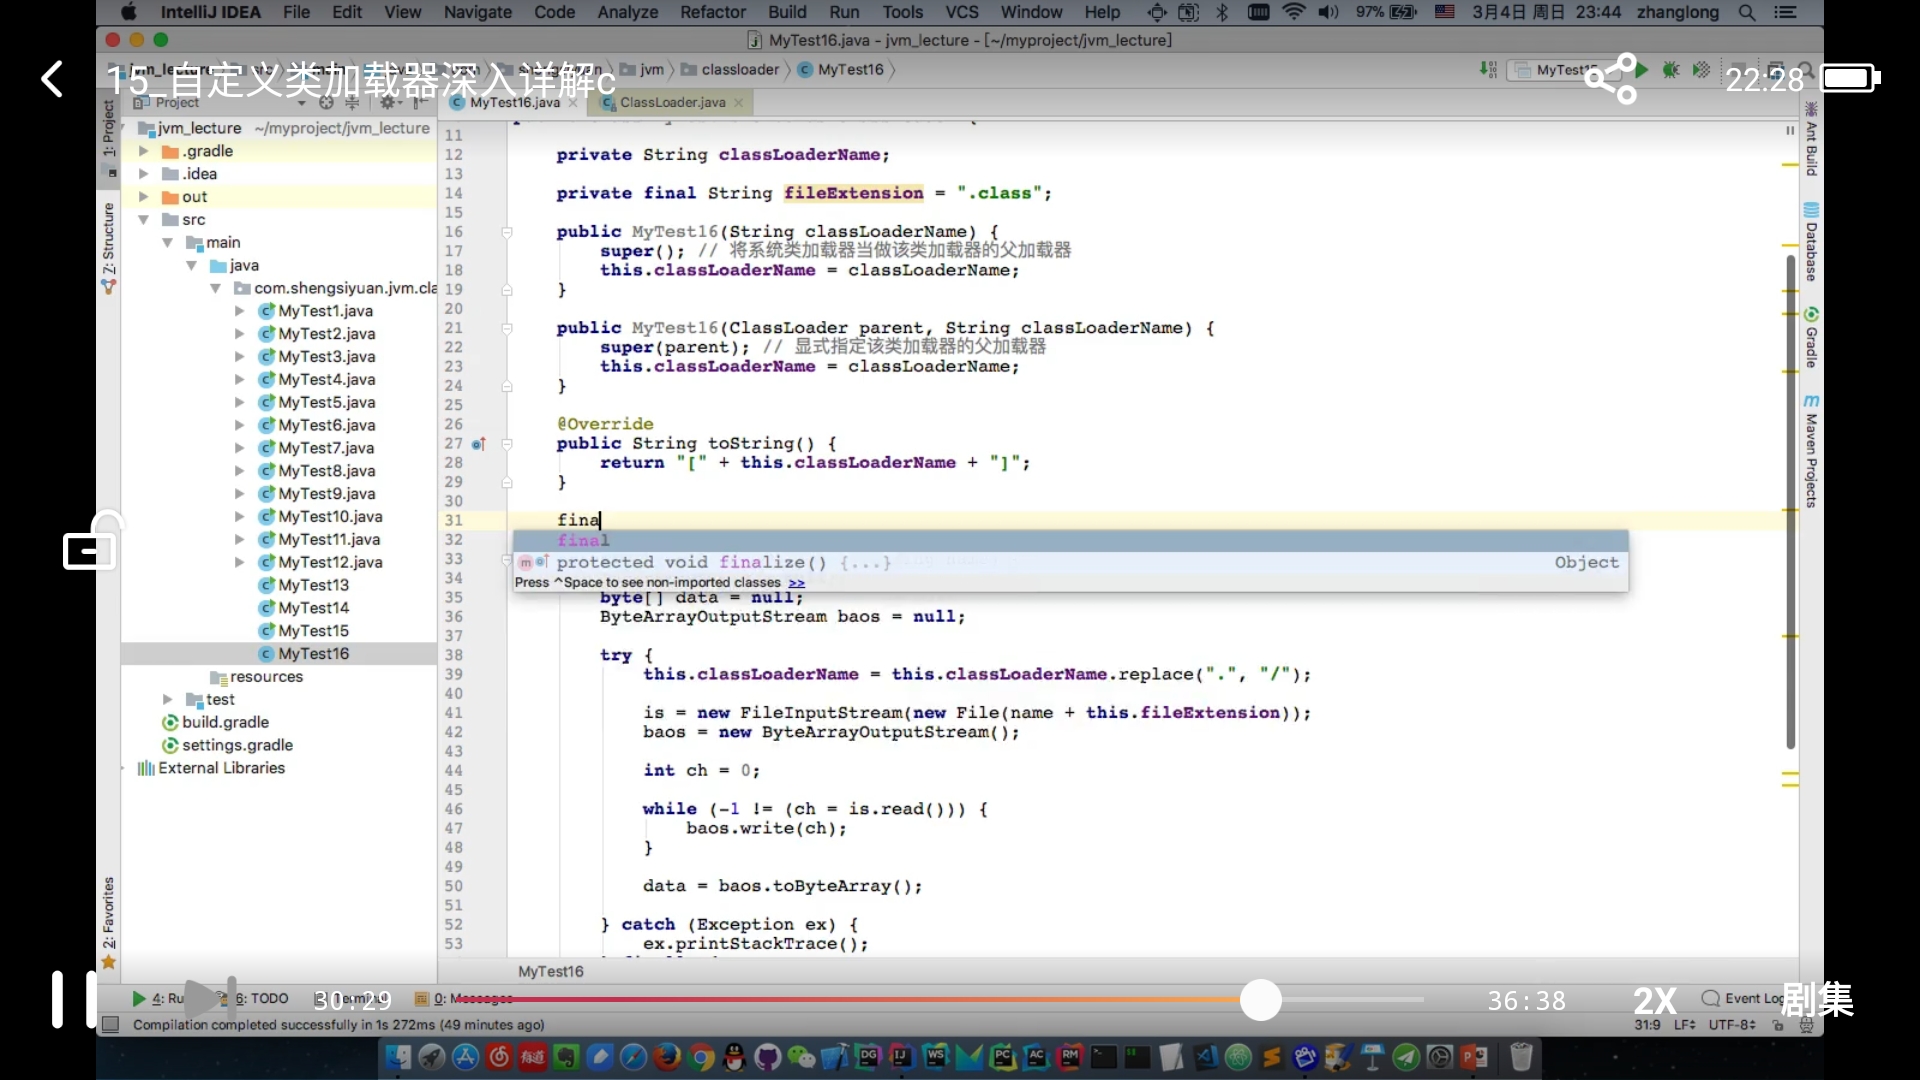 IntelliJ IDEA File Edit View Navigate Code Analyze Refactor Build Run Tools VCS Window Help 97% 3月4日 周日 23:44 zhanglong
MyTest16.java - jvm_lecture - [~/myproject/jvm_lecture]
15_自定义类加载器深入详解c
jvm_lecture jvm classloader MyTest16
22:28
Project
MyTest16.java ClassLoader.java
1: Project
Z: Structure
2: Favorites
jvm_lecture ~/myproject/jvm_lecture
.gradle
.idea
out
src
main
java
com.shengsiyuan.jvm.cla
MyTest1.java
MyTest2.java
MyTest3.java
MyTest4.java
MyTest5.java
MyTest6.java
MyTest7.java
MyTest8.java
MyTest9.java
MyTest10.java
MyTest11.java
MyTest12.java
MyTest13
MyTest14
MyTest15
MyTest16
resources
test
build.gradle
settings.gradle
External Libraries
11
12 private String classLoaderName;
13
14 private final String fileExtension = ".class";
15
16 public MyTest16(String classLoaderName) {
17 super(); // 将系统类加载器当做该类加载器的父加载器
18 this.classLoaderName = classLoaderName;
19 }
20
21 public MyTest16(ClassLoader parent, String classLoaderName) {
22 super(parent); // 显式指定该类加载器的父加载器
23 this.classLoaderName = classLoaderName;
24 }
25
26 @Override
27 public String toString() {
28 return "[" + this.classLoaderName + "]";
29 }
30
31 fina
32 final
33 protected void finalize() {...} Object
34 Press ^Space to see non-imported classes >>
35 byte[] data = null;
36 ByteArrayOutputStream baos = null;
37
38 try {
39 this.classLoaderName = this.classLoaderName.replace(".", "/");
40
41 is = new FileInputStream(new File(name + this.fileExtension));
42 baos = new ByteArrayOutputStream();
43
44 int ch = 0;
45
46 while (-1 != (ch = is.read())) {
47 baos.write(ch);
48 }
49
50 data = baos.toByteArray();
51
52 } catch (Exception ex) {
53 ex.printStackTrace();
MyTest16
Ant Build
Database
Gradle
m
Maven Projects
4: Ru 6: TODO Terminal 0: Messages Event Log
30:29 36:38 2X 剧集
Compilation completed successfully in 1s 272ms (49 minutes ago) 31:9 LF UTF-8
有道 DG IJ WS PC AC RM